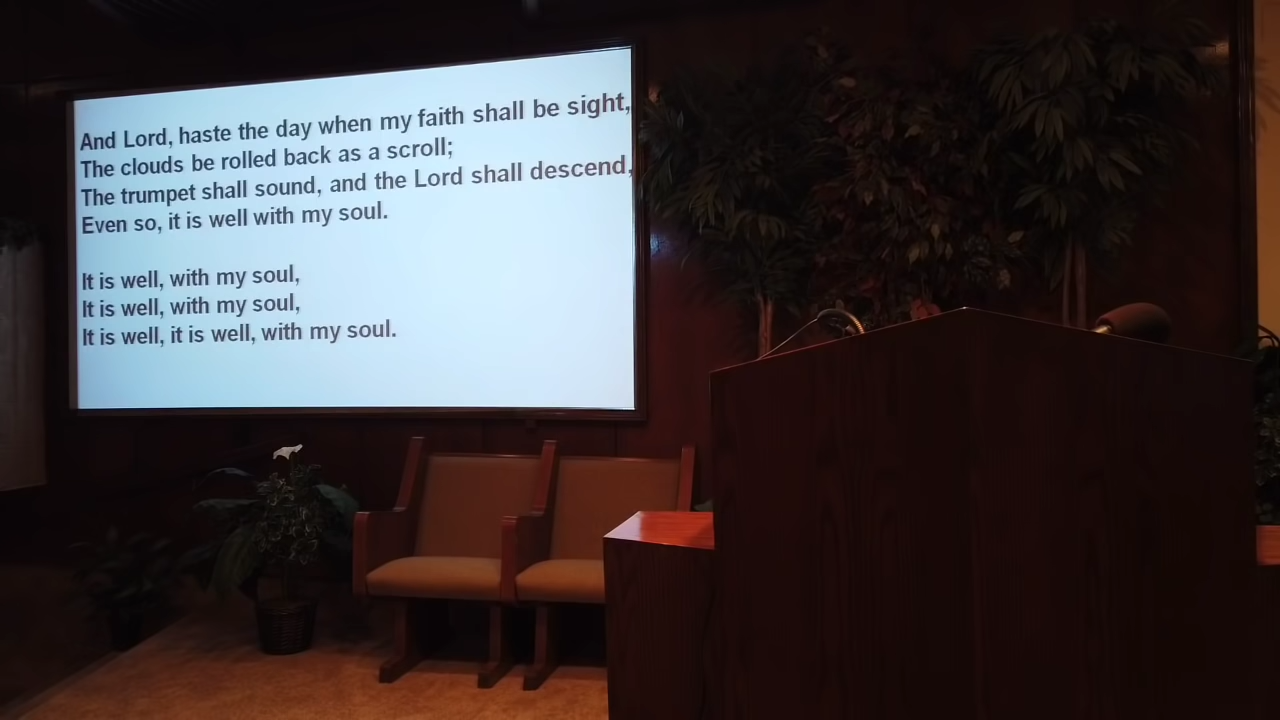 And Lord, haste the day when my faith shall be sight,
The clouds be rolled back as a scroll;
The trumpet shall sound, and the Lord shall descend,
Even so, it is well with my soul.
It is well, with my soul,
It is well, with my soul,
It is well, it is well, with my soul.